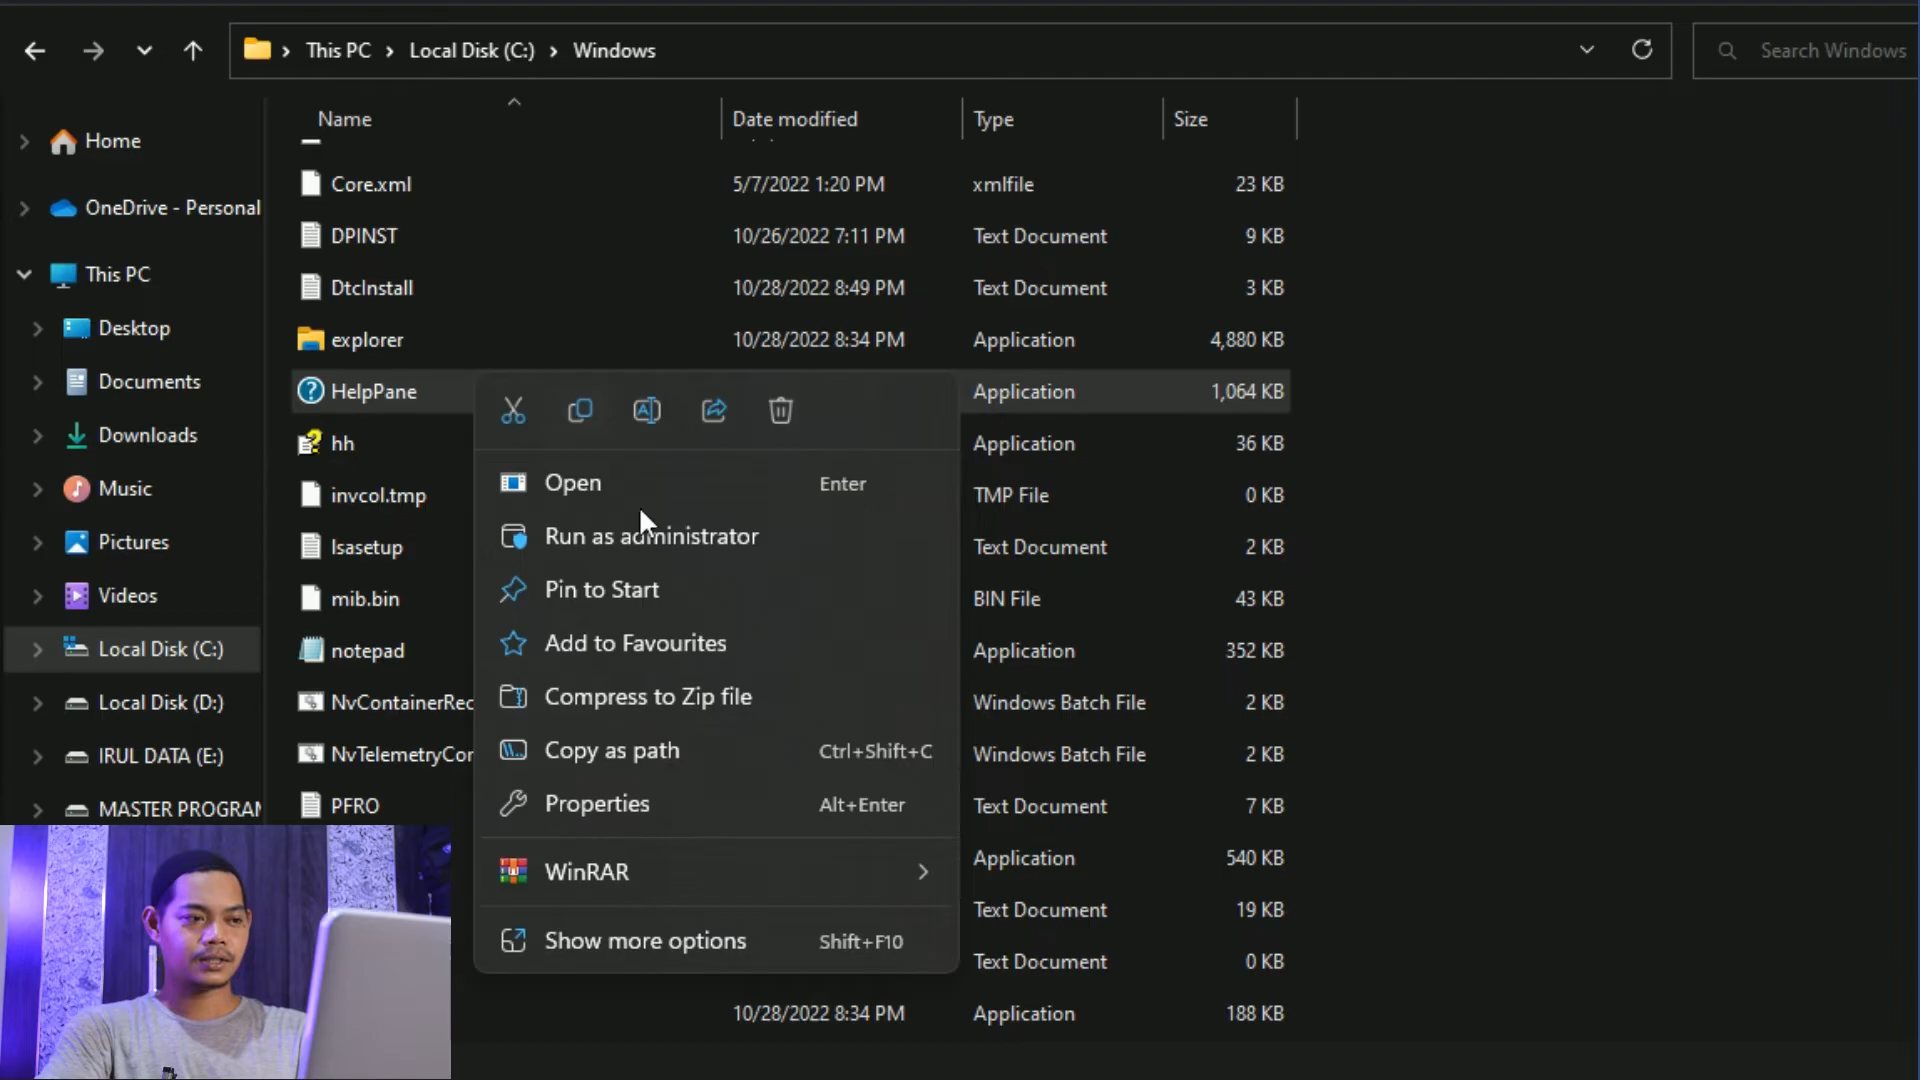 This PC > Local Disk (C:) > Windows
Search Windows
Name Date modified Type Size
Home
OneDrive - Personal
This PC
Desktop
Documents
Downloads
Music
Pictures
Videos
Local Disk (C:)
Local Disk (D:)
IRUL DATA (E:)
MASTER PROGRAM
Core.xml 5/7/2022 1:20 PM xmlfile 23 KB
DPINST 10/26/2022 7:11 PM Text Document 9 KB
DtcInstall 10/28/2022 8:49 PM Text Document 3 KB
explorer 10/28/2022 8:34 PM Application 4,880 KB
HelpPane Application 1,064 KB
hh Application 36 KB
invcol.tmp TMP File 0 KB
lsasetup Text Document 2 KB
mib.bin BIN File 43 KB
notepad Application 352 KB
NvContainerRec Windows Batch File 2 KB
NvTelemetryCor Windows Batch File 2 KB
PFRO Text Document 7 KB
Application 540 KB
Text Document 19 KB
Text Document 0 KB
10/28/2022 8:34 PM Application 188 KB
Open Enter
Run as administrator
Pin to Start
Add to Favourites
Compress to Zip file
Copy as path Ctrl+Shift+C
Properties Alt+Enter
WinRAR
Show more options Shift+F10